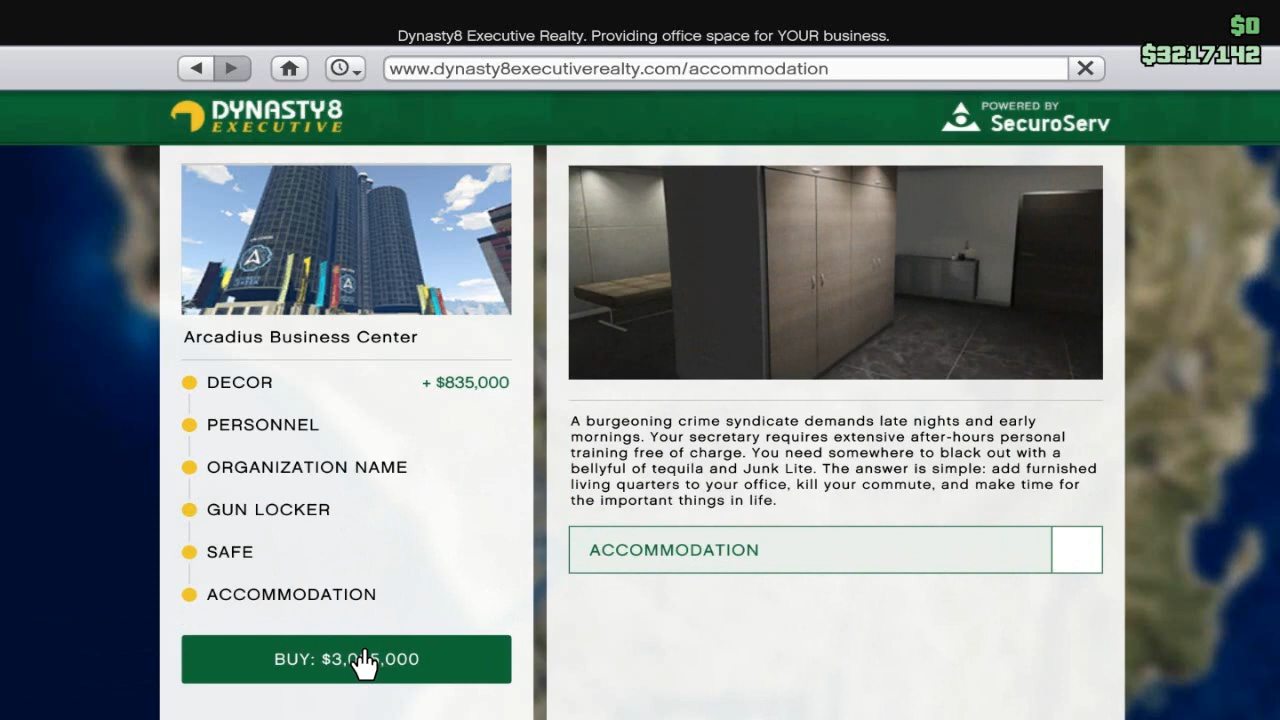 Dynasty8 Executive Realty. Providing office space for YOUR business.
$0
$3217142
www.dynasty8executiverealty.com/accommodation
DYNASTY8
EXECUTIVE
POWERED BY
SecuroServ
A
A
Arcadius Business Center
DECOR + $835,000
PERSONNEL
ORGANIZATION NAME
GUN LOCKER
SAFE
ACCOMMODATION
BUY:
A burgeoning crime syndicate demands late nights and early
mornings. Your secretary requires extensive after-hours personal
training free of charge. You need somewhere to black out with a
bellyful of tequila and Junk Lite. The answer is simple: add furnished
living quarters to your office, kill your commute, and make time for
the important things in life.
ACCOMMODATION